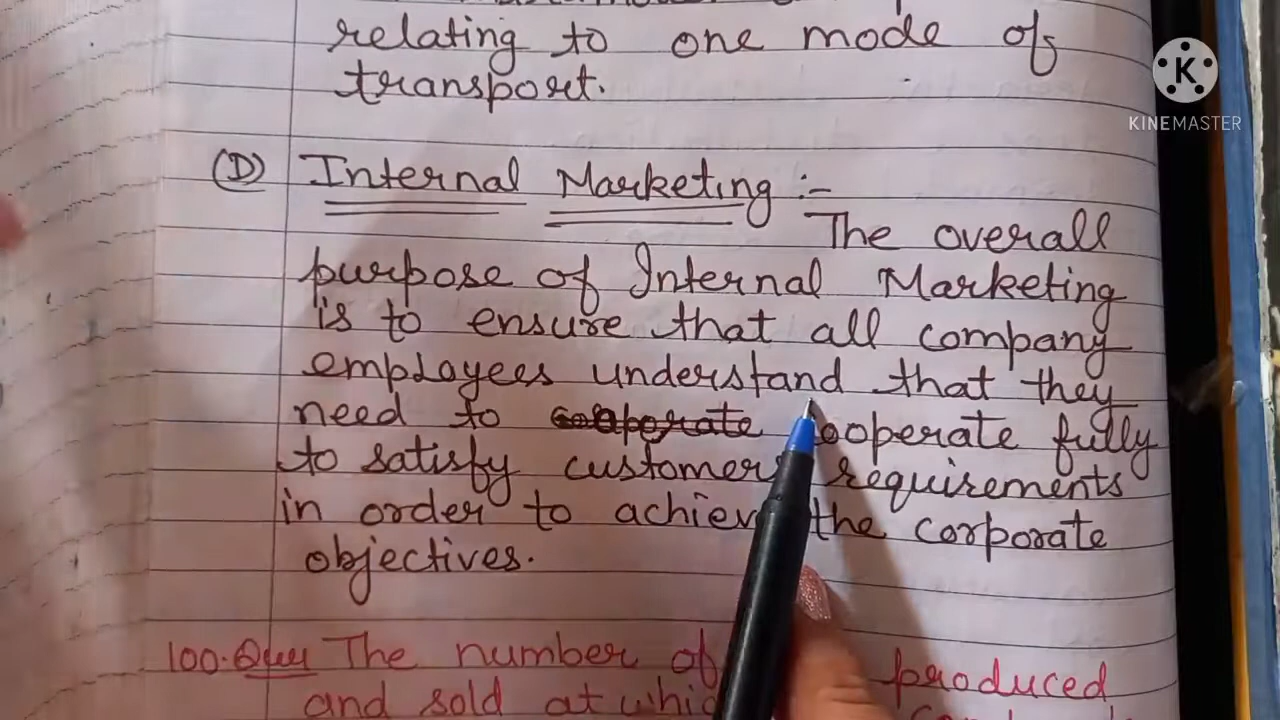 relating to one mode of
transport.
K
KINEMASTER
(D) Internal Marketing :-
The overall
purpose of Internal Marketing
is to ensure that all company
employees understand that they
need to cooperate fully
to satisfy customer requirements
in order to achieve the corporate
objectives.
100. Que The number of produced
and sold at